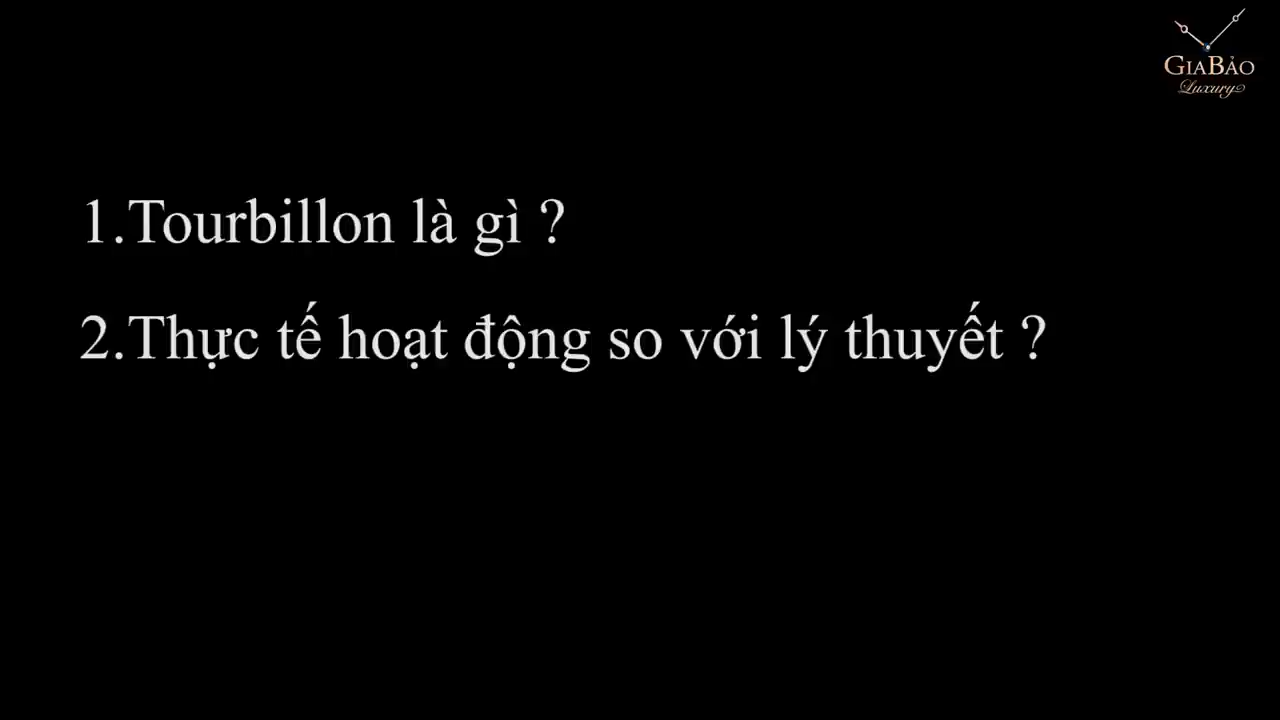 GIABẢO
Luxury
1.Tourbillon là gì ?
2.Thực tế hoạt động so với lý thuyết ?